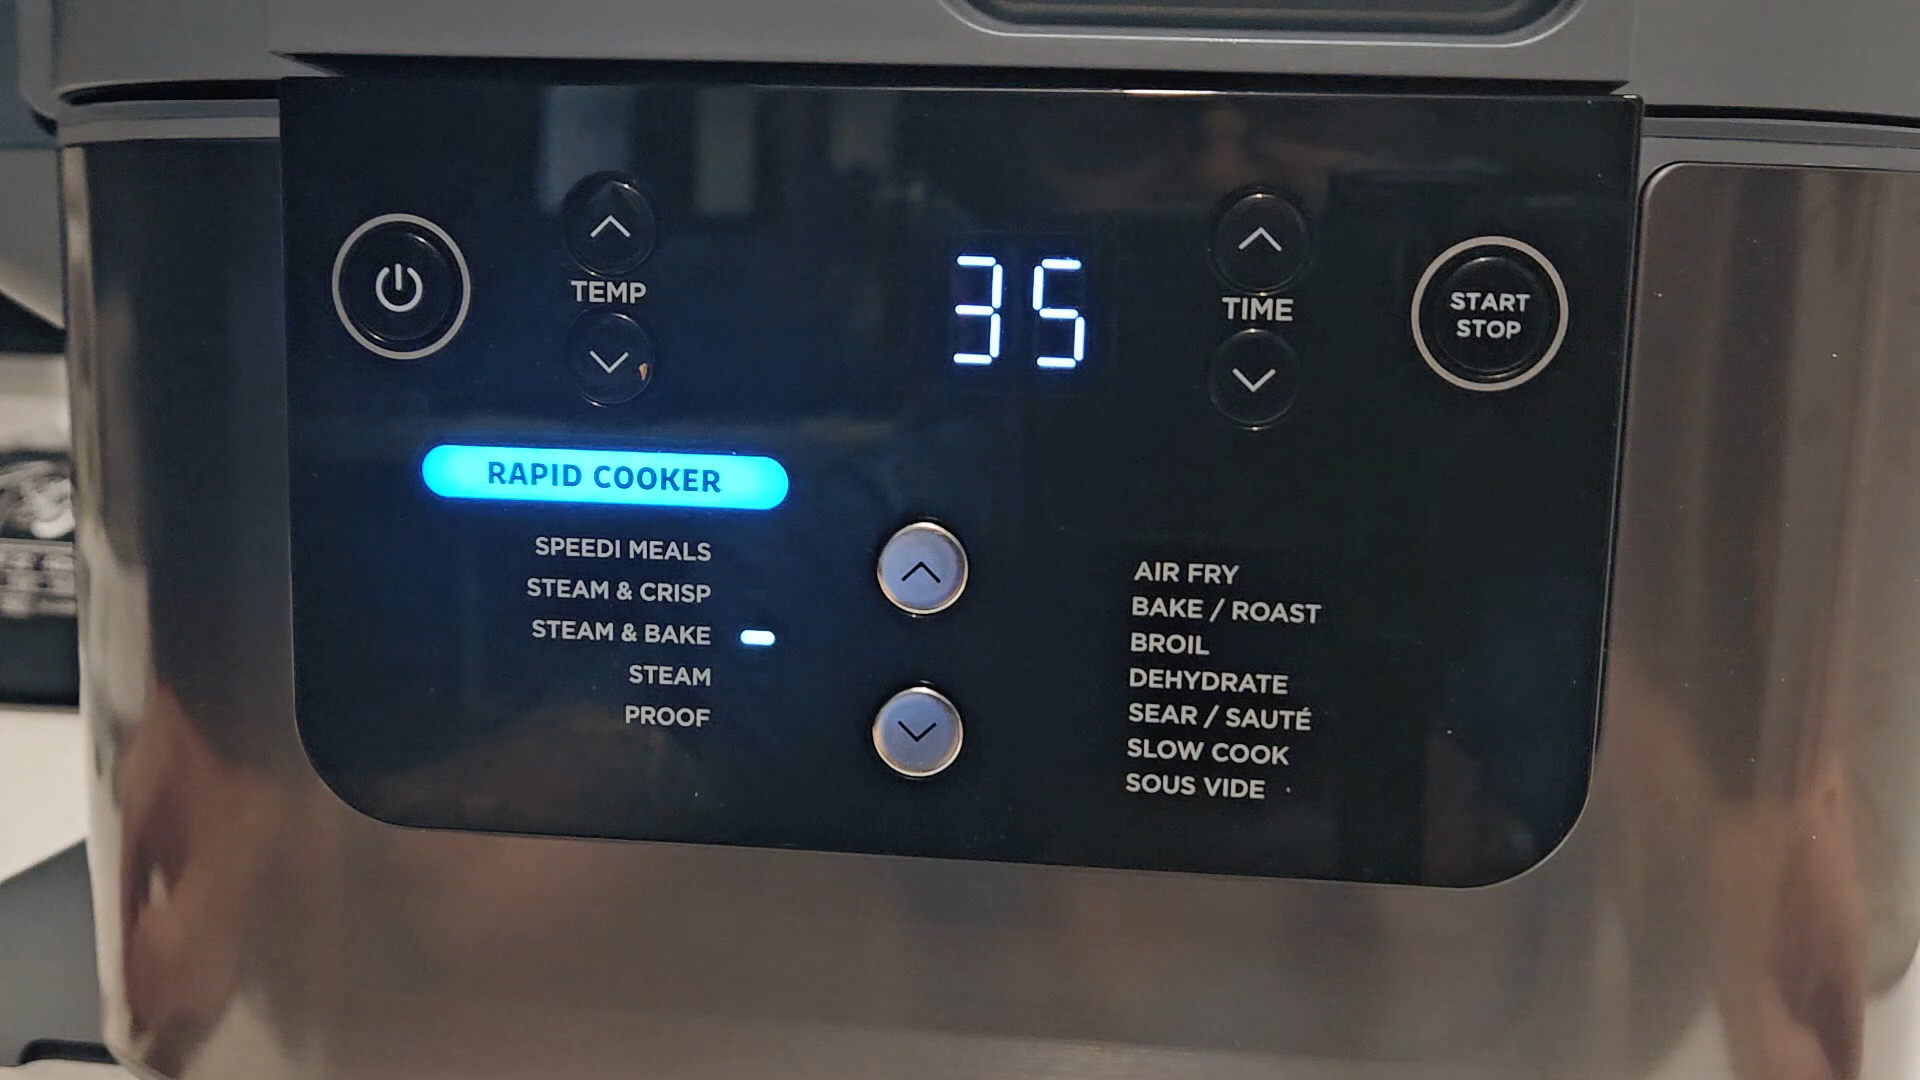 TEMP
35
TIME
START
STOP
RAPID COOKER
SPEEDI MEALS
STEAM & CRISP
STEAM & BAKE
STEAM
PROOF
AIR FRY
BAKE / ROAST
BROIL
DEHYDRATE
SEAR / SAUTÉ
SLOW COOK
SOUS VIDE